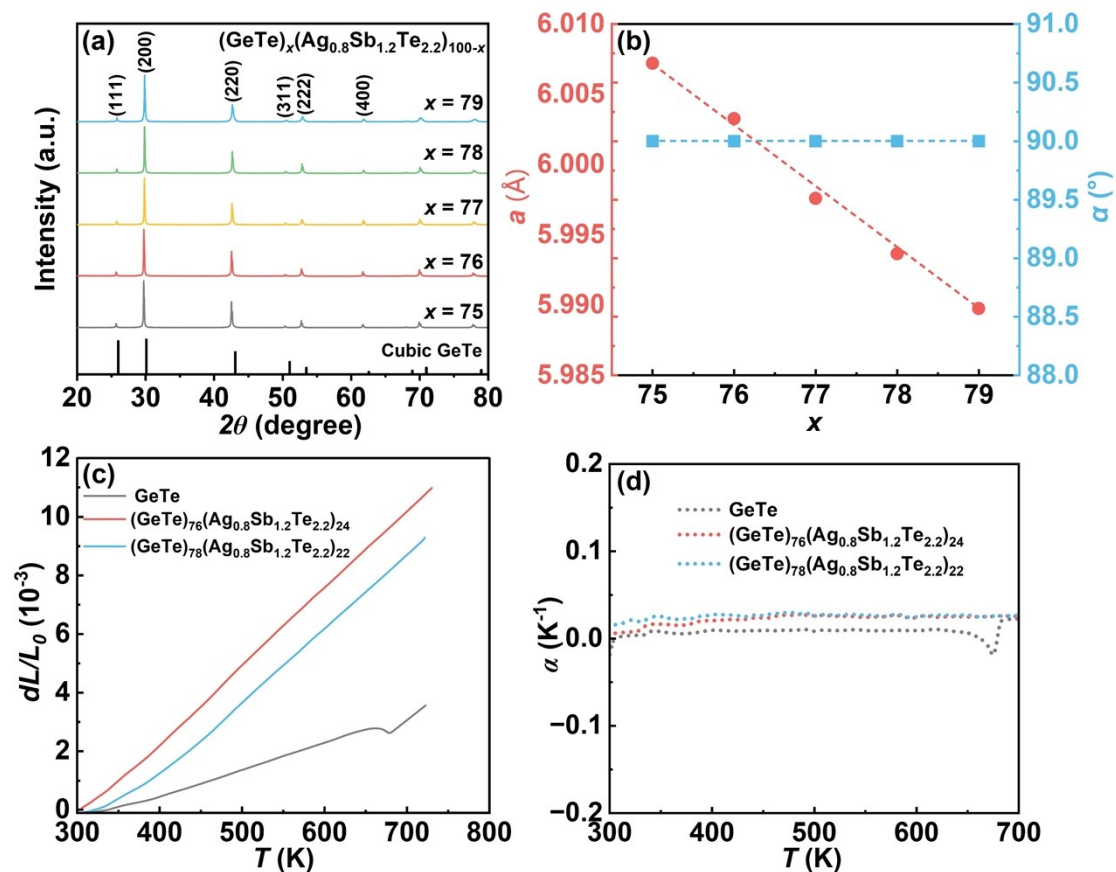 (a)
(GeTe)x(Ag0.8Sb1.2Te2.2)100-x
(111)
(200)
(220)
(311)
(222)
(400)
x = 79
x = 78
x = 77
x = 76
x = 75
Cubic GeTe
Intensity (a.u.)
20 30 40 50 60 70 80
2θ (degree)
(b)
6.010
6.005
6.000
5.995
5.990
5.985
a (Å)
91.0
90.5
90.0
89.5
89.0
88.5
88.0
α (°)
75 76 77 78 79
x
(c)
GeTe
(GeTe)76(Ag0.8Sb1.2Te2.2)24
(GeTe)78(Ag0.8Sb1.2Te2.2)22
12
10
8
6
4
2
0
dL/L0 (10-3)
300 400 500 600 700 800
T (K)
(d)
GeTe
(GeTe)76(Ag0.8Sb1.2Te2.2)24
(GeTe)78(Ag0.8Sb1.2Te2.2)22
0.2
0.1
0.0
−0.1
−0.2
α (K-1)
300 400 500 600 700
T (K)